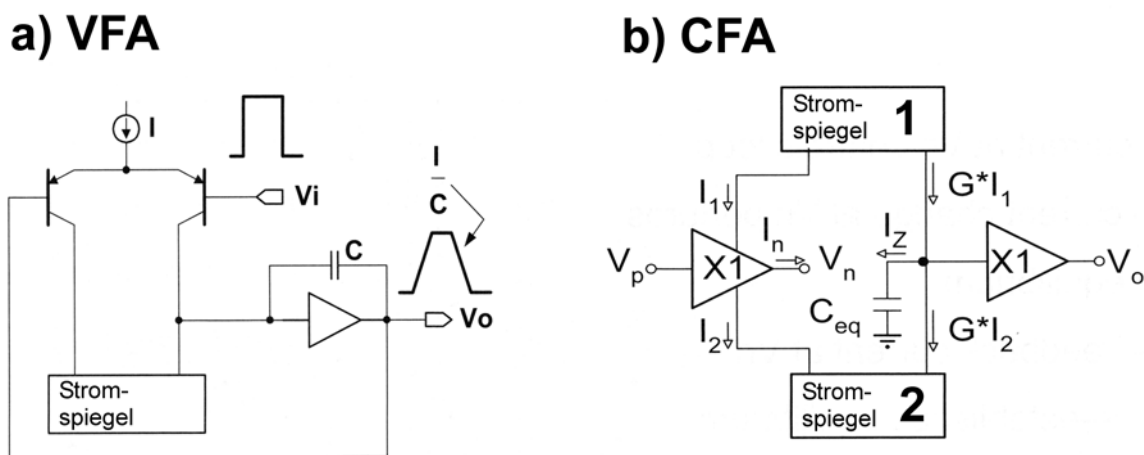 a) VFA
I
Vi
I
C
C
Vo
Strom-
spiegel
b) CFA
Strom-
spiegel 1
I1
G*I1
In
IZ
Vp
X1
Vn
X1
Vo
Ceq
I2
G*I2
Strom-
spiegel 2